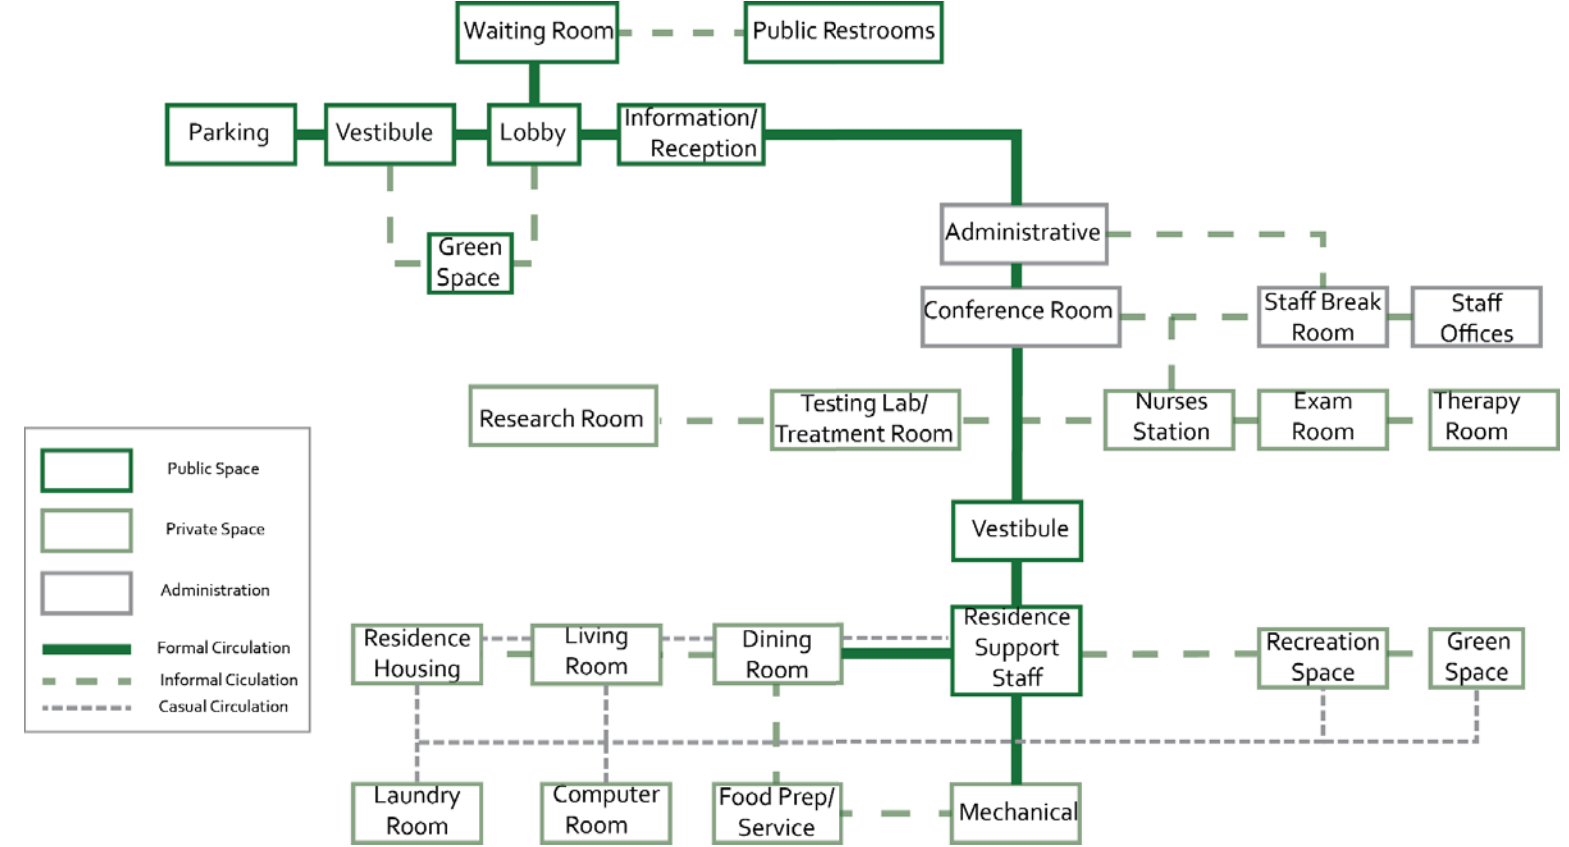 Waiting Room
Public Restrooms
Parking
Vestibule
Lobby
Information/
Reception
Green
Space
Administrative
Conference Room
Staff Break
Room
Staff
Offices
Research Room
Testing Lab/
Treatment Room
Nurses
Station
Exam
Room
Therapy
Room
Public Space
Private Space
Administration
Formal Circulation
Informal Ciculation
Casual Circulation
Vestibule
Residence
Housing
Living
Room
Dining
Room
Residence
Support
Staff
Recreation
Space
Green
Space
Laundry
Room
Computer
Room
Food Prep/
Service
Mechanical